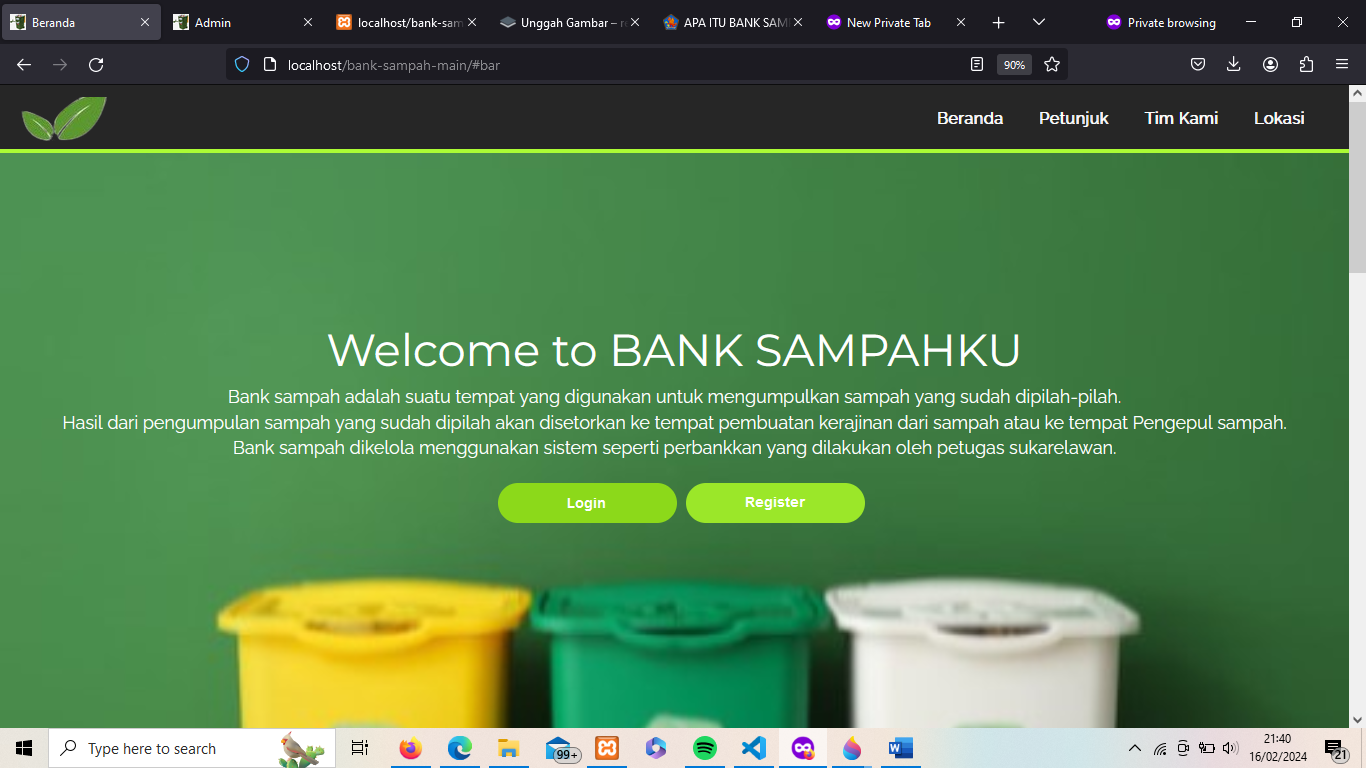 Beranda
Admin
localhost/bank-sam
Unggah Gambar – re
APA ITU BANK SAMP
New Private Tab
Private browsing
localhost/bank-sampah-main/#bar
90%
Beranda
Petunjuk
Tim Kami
Lokasi
Welcome to BANK SAMPAHKU
Bank sampah adalah suatu tempat yang digunakan untuk mengumpulkan sampah yang sudah dipilah-pilah.
Hasil dari pengumpulan sampah yang sudah dipilah akan disetorkan ke tempat pembuatan kerajinan dari sampah atau ke tempat Pengepul sampah.
Bank sampah dikelola menggunakan sistem seperti perbankkan yang dilakukan oleh petugas sukarelawan.
Login
Register
Type here to search
99+
21:40
16/02/2024
21